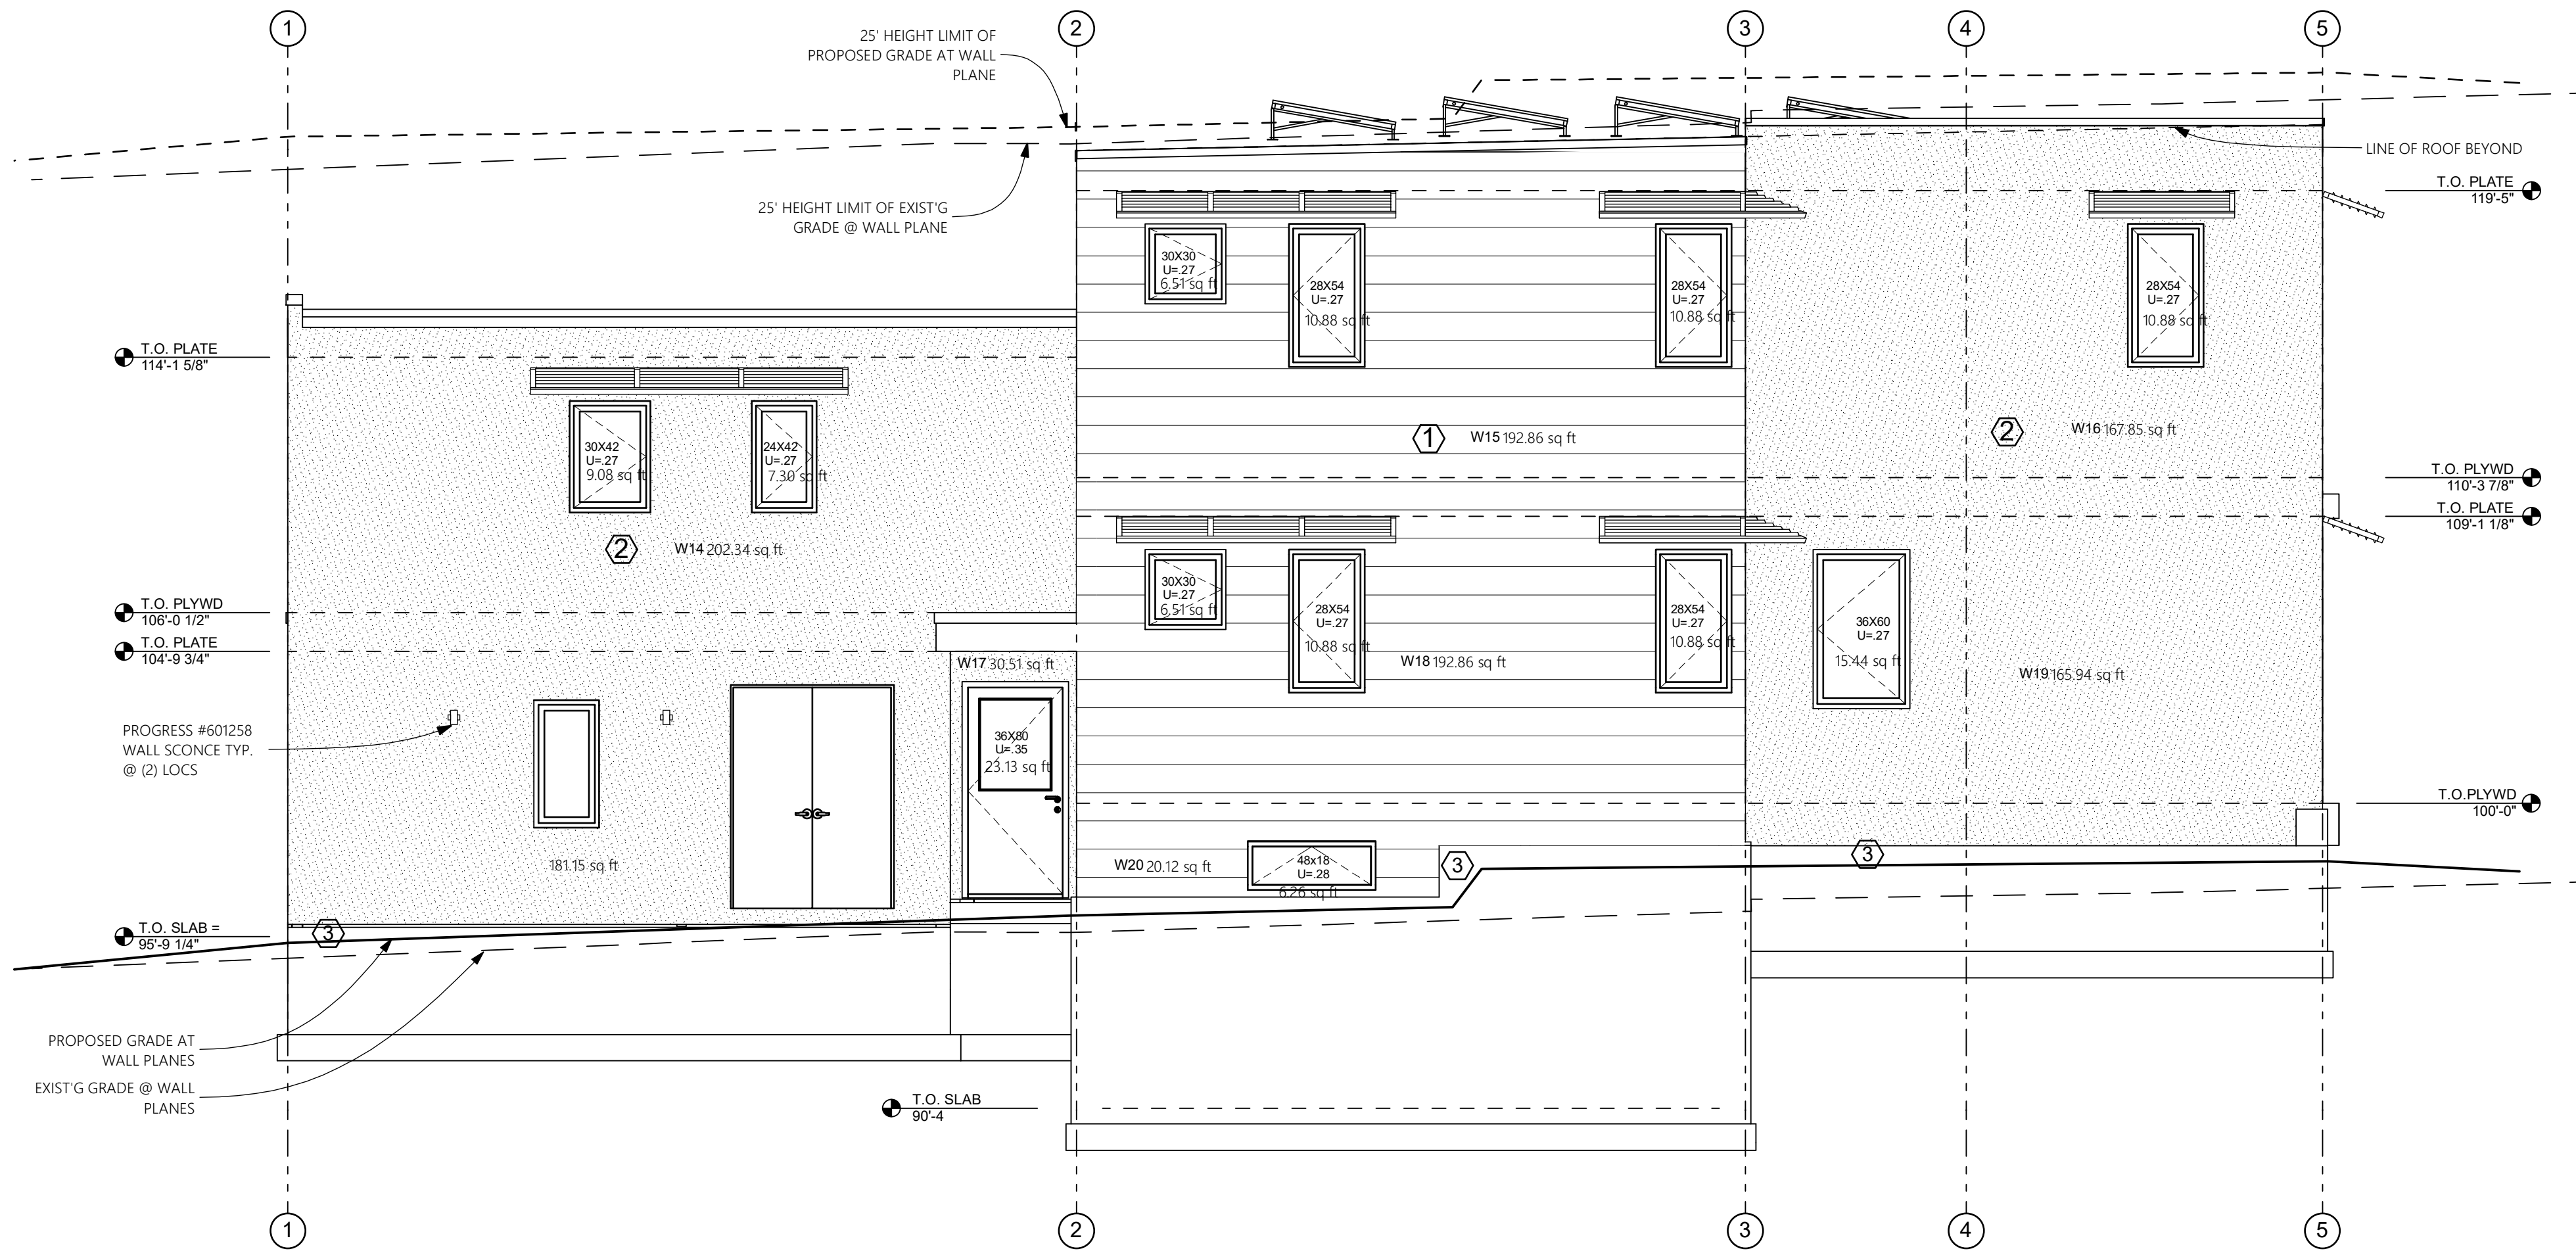 1
2
3
4
5
25' HEIGHT LIMIT OF
PROPOSED GRADE AT WALL
PLANE
LINE OF ROOF BEYOND
25' HEIGHT LIMIT OF EXIST'G
GRADE @ WALL PLANE
T.O. PLATE
119'-5"
30X30
U=.27
6.51 sq ft
28X54
U=.27
10.88 sq ft
28X54
U=.27
10.88 sq ft
28X54
U=.27
10.88 sq ft
T.O. PLATE
114'-1 5/8"
30X42
U=.27
9.08 sq ft
24X42
U=.27
7.30 sq ft
1
W15 192.86 sq ft
2
W16 167.85 sq ft
T.O. PLYWD
110'-3 7/8"
T.O. PLATE
109'-1 1/8"
2
W14 202.34 sq ft
T.O. PLYWD
106'-0 1/2"
T.O. PLATE
104'-9 3/4"
30X30
U=.27
6.51 sq ft
28X54
U=.27
10.88 sq ft
28X54
U=.27
10.88 sq ft
36X60
U=.27
15.44 sq ft
W17 30.51 sq ft
W18 192.86 sq ft
W19 165.94 sq ft
PROGRESS #601258
WALL SCONCE TYP.
@ (2) LOCS
36X80
U=.35
23.13 sq ft
T.O.PLYWD
100'-0"
181.15 sq ft
W20 20.12 sq ft
48x18
U=.28
6.26 sq ft
3
3
T.O. SLAB =
95'-9 1/4"
3
PROPOSED GRADE AT
WALL PLANES
EXIST'G GRADE @ WALL
PLANES
T.O. SLAB
90'-4
1
2
3
4
5